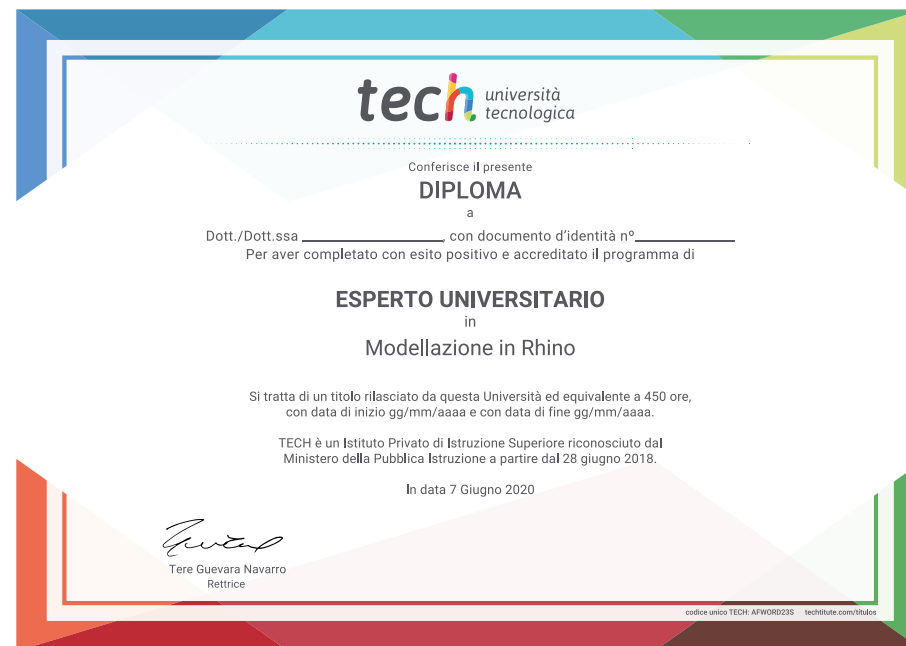 tech università
tecnologica
Conferisce il presente
DIPLOMA
a
Dott./Dott.ssa ____________, con documento d'identità nº____________
Per aver completato con esito positivo e accreditato il programma di
ESPERTO UNIVERSITARIO
in
Modellazione in Rhino
Si tratta di un titolo rilasciato da questa Università ed equivalente a 450 ore,
con data di inizio gg/mm/aaaa e con data di fine gg/mm/aaaa.
TECH è un Istituto Privato di Istruzione Superiore riconosciuto dal
Ministero della Pubblica Istruzione a partire dal 28 giugno 2018.
In data 7 Giugno 2020
Tere Guevara Navarro
Rettrice
codice unico TECH: AFWORD23S techtitute.com/titulos